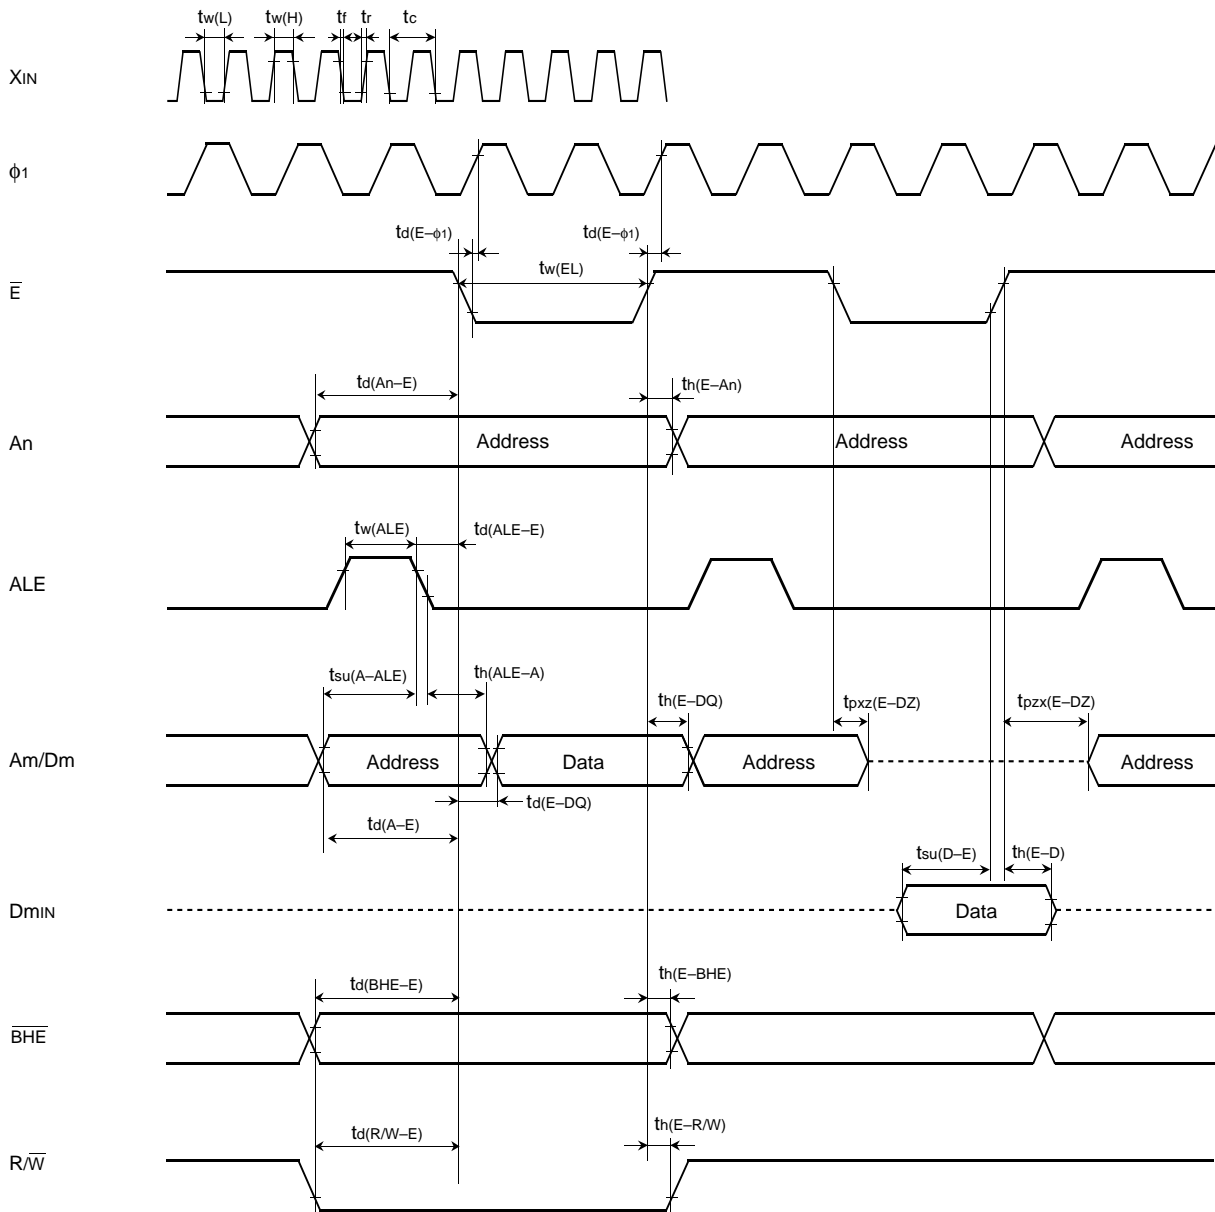 tw(L) tw(H) tf tr tc
XIN
ϕ1
td(E–ϕ1) td(E–ϕ1)
tw(EL)
E̅
td(An–E) th(E–An)
An Address Address Address
tw(ALE) td(ALE–E)
ALE
tsu(A–ALE) th(ALE–A) th(E–DQ) tpxz(E–DZ) tpzx(E–DZ)
Am/Dm Address Data Address Address
td(E–DQ)
td(A–E)
tsu(D–E) th(E–D)
DmIN Data
td(BHE–E) th(E–BHE)
B̅H̅E̅
td(R/W–E) th(E–R/W)
R/W̅